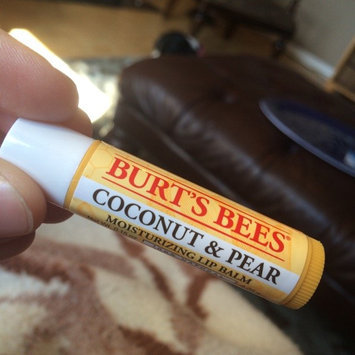 BURT'S BEES®
COCONUT & PEAR
MOISTURIZING LIP BALM